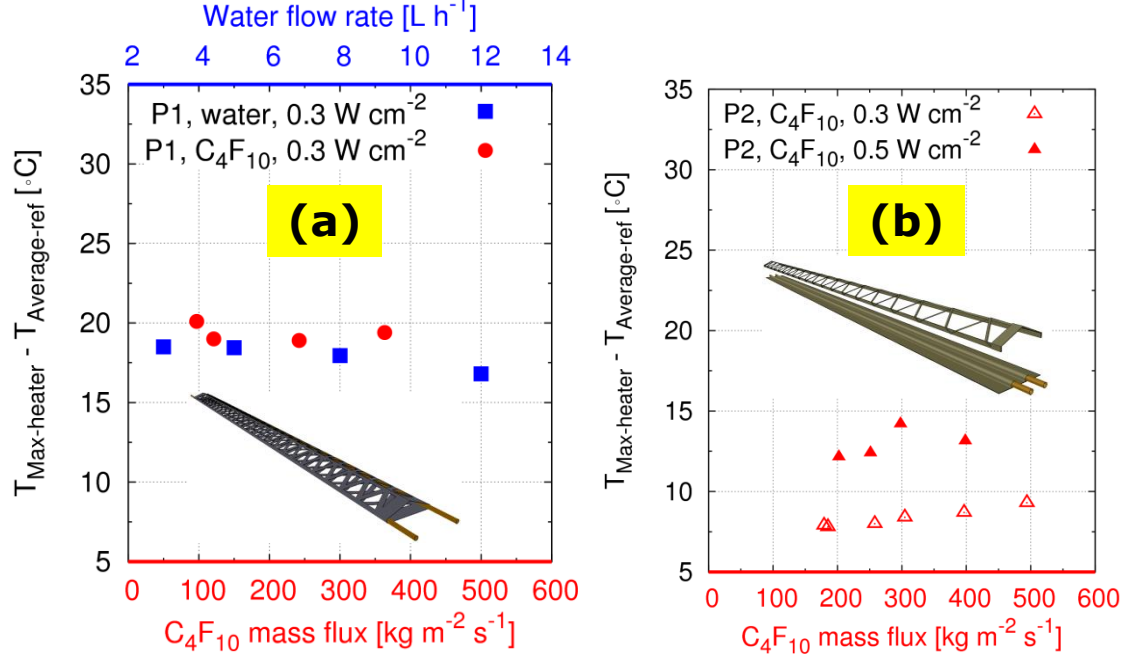 Water flow rate [L h⁻¹]
2 4 6 8 10 12 14
35
30
25
20
15
10
5
T_Max-heater - T_Average-ref [°C]
P1, water, 0.3 W cm⁻²
P1, C₄F₁₀, 0.3 W cm⁻²
(a)
0 100 200 300 400 500 600
C₄F₁₀ mass flux [kg m⁻² s⁻¹]
35
30
25
20
15
10
5
T_Max-heater - T_Average-ref [°C]
P2, C₄F₁₀, 0.3 W cm⁻²
P2, C₄F₁₀, 0.5 W cm⁻²
(b)
0 100 200 300 400 500 600
C₄F₁₀ mass flux [kg m⁻² s⁻¹]